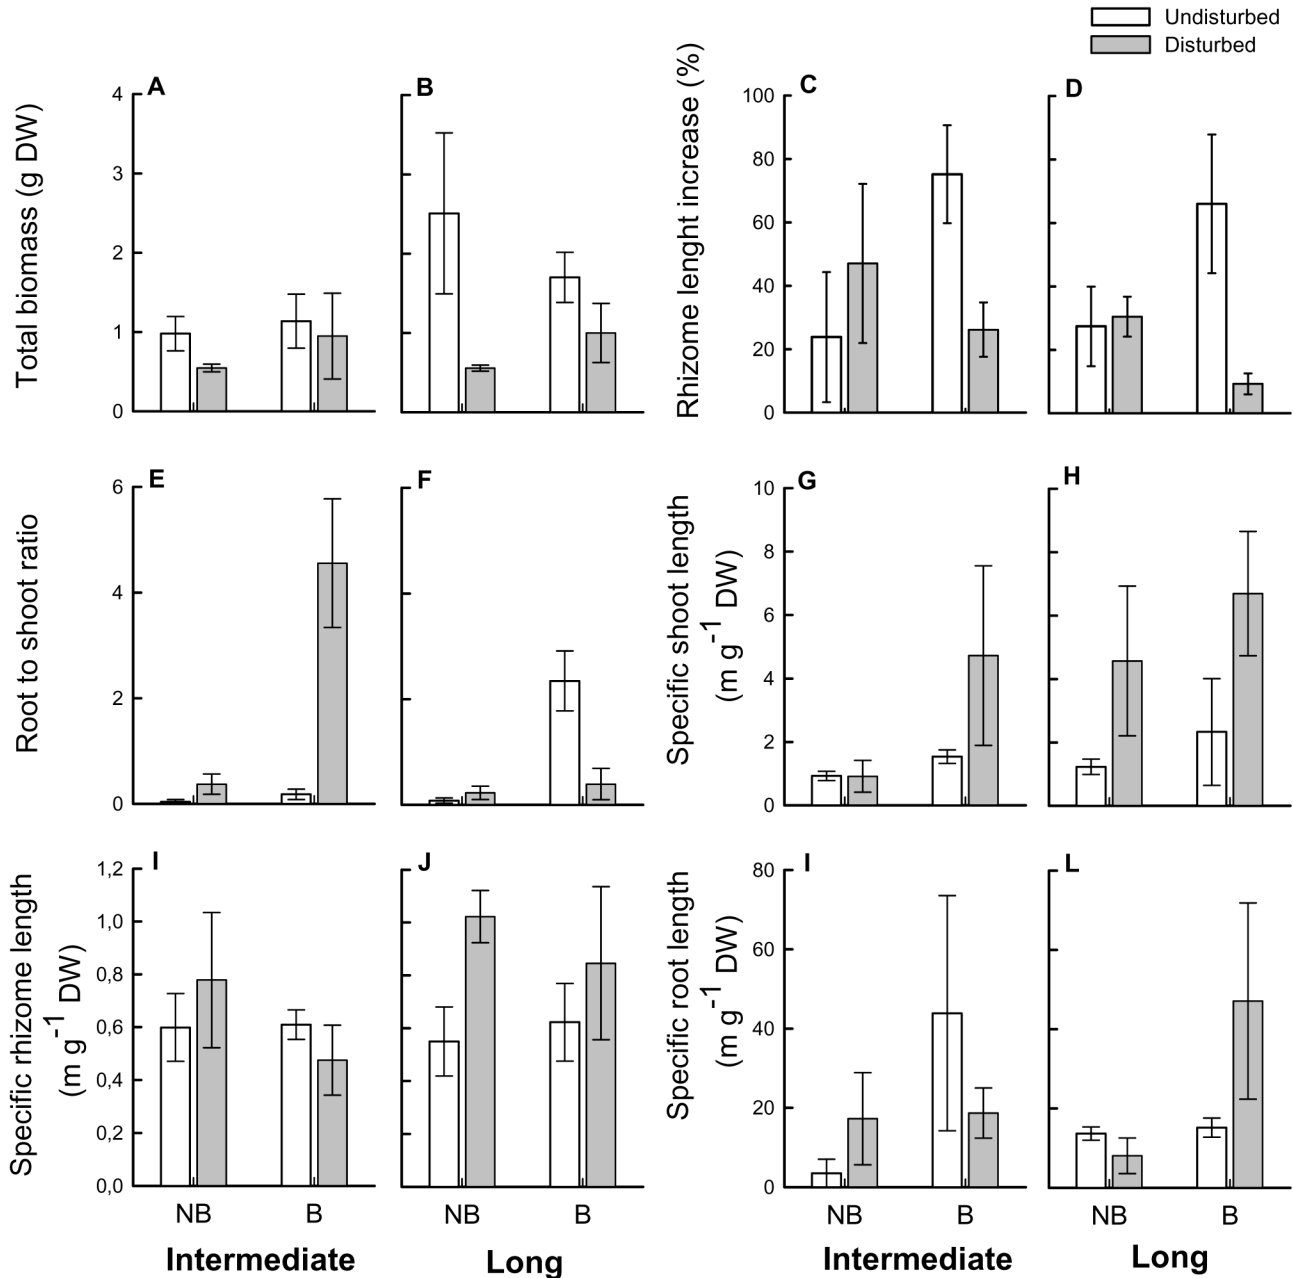 Undisturbed
Disturbed
A
B
C
D
Total biomass (g DW)
4
3
2
1
0
Rhizome lenght increase (%)
100
80
60
40
20
0
E
F
G
H
Root to shoot ratio
6
4
2
0
Specific shoot length
(m g-1 DW)
10
8
6
4
2
0
I
J
I
L
Specific rhizome length
(m g-1 DW)
1,2
1,0
0,8
0,6
0,4
0,2
0,0
Specific root length
(m g-1 DW)
80
60
40
20
0
NB B NB B NB B NB B
Intermediate Long Intermediate Long